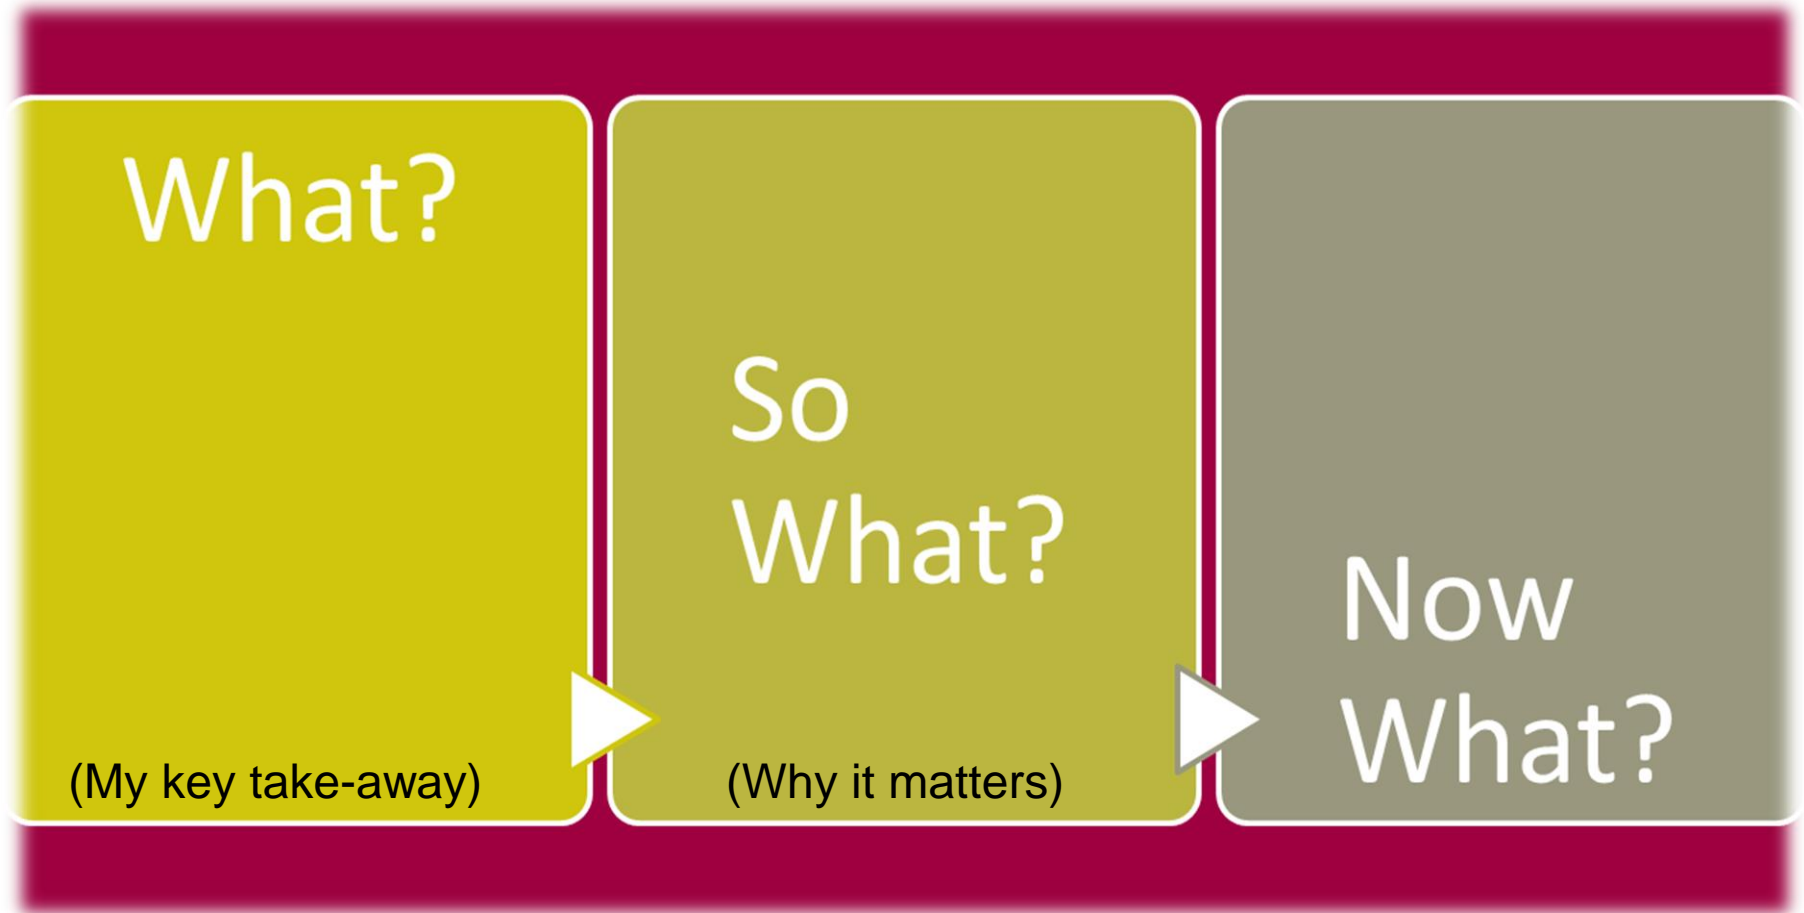 What?
(My key take-away)
So
What?
(Why it matters)
Now
What?